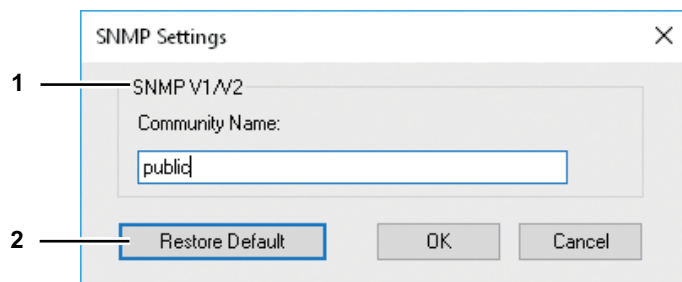 SNMP Settings
1 SNMP V1/V2
Community Name:
public
2 Restore Default OK Cancel